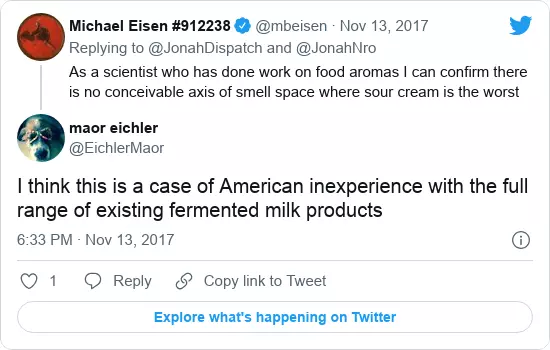 Michael Eisen #912238 @mbeisen · Nov 13, 2017
Replying to @JonahDispatch and @JonahNro
As a scientist who has done work on food aromas I can confirm there
is no conceivable axis of smell space where sour cream is the worst
maor eichler
@EichlerMaor
I think this is a case of American inexperience with the full
range of existing fermented milk products
6:33 PM · Nov 13, 2017
1 Reply Copy link to Tweet
Explore what's happening on Twitter